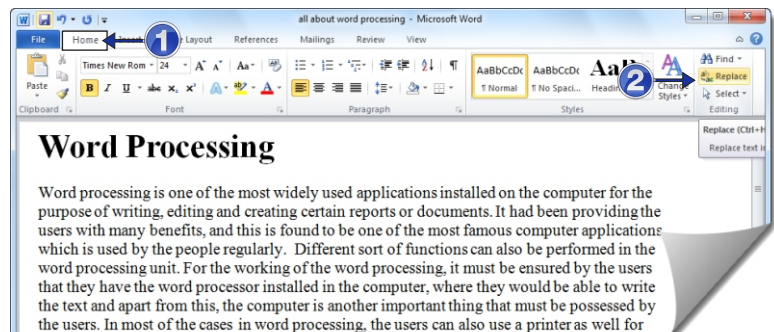 all about word processing - Microsoft Word
File Home Layout References Mailings Review View
1
Times New Rom 24 A A Aa
AaBbCcDc AaBbCcDc
Find
Replace
2
Paste
B I U abc X₂ X² A A
¶ Normal ¶ No Spaci... Change Styles
Select
Clipboard Font Paragraph Styles Editing
Replace (Ctrl+H
Replace text
Word Processing
Word processing is one of the most widely used applications installed on the computer for the
purpose of writing, editing and creating certain reports or documents. It had been providing the
users with many benefits, and this is found to be one of the most famous computer applications
which is used by the people regularly. Different sort of functions can also be performed in the
word processing unit. For the working of the word processing, it must be ensured by the users
that they have the word processor installed in the computer, where they would be able to write
the text and apart from this, the computer is another important thing that must be possessed by
the users. In most of the cases in word processing, the users can also use a printer as well for